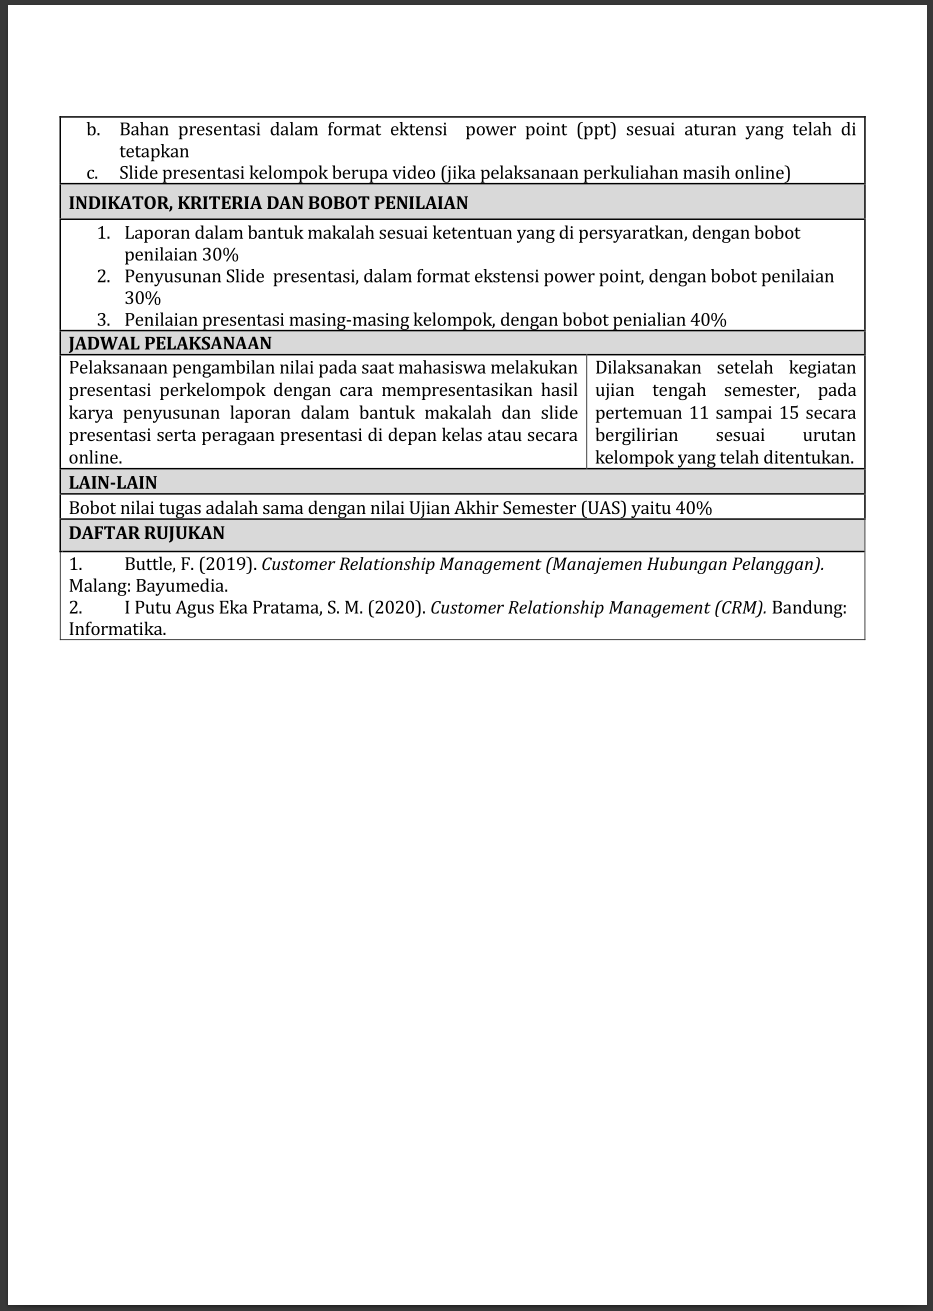 b. Bahan presentasi dalam format ektensi power point (ppt) sesuai aturan yang telah di
tetapkan
c. Slide presentasi kelompok berupa video (jika pelaksanaan perkuliahan masih online)
INDIKATOR, KRITERIA DAN BOBOT PENILAIAN
1. Laporan dalam bantuk makalah sesuai ketentuan yang di persyaratkan, dengan bobot
penilaian 30%
2. Penyusunan Slide presentasi, dalam format ekstensi power point, dengan bobot penilaian
30%
3. Penilaian presentasi masing-masing kelompok, dengan bobot penialian 40%
JADWAL PELAKSANAAN
Pelaksanaan pengambilan nilai pada saat mahasiswa melakukan
presentasi perkelompok dengan cara mempresentasikan hasil
karya penyusunan laporan dalam bantuk makalah dan slide
presentasi serta peragaan presentasi di depan kelas atau secara
online.
Dilaksanakan setelah kegiatan
ujian tengah semester, pada
pertemuan 11 sampai 15 secara
bergilirian sesuai urutan
kelompok yang telah ditentukan.
LAIN-LAIN
Bobot nilai tugas adalah sama dengan nilai Ujian Akhir Semester (UAS) yaitu 40%
DAFTAR RUJUKAN
1. Buttle, F. (2019). Customer Relationship Management (Manajemen Hubungan Pelanggan).
Malang: Bayumedia.
2. I Putu Agus Eka Pratama, S. M. (2020). Customer Relationship Management (CRM). Bandung:
Informatika.